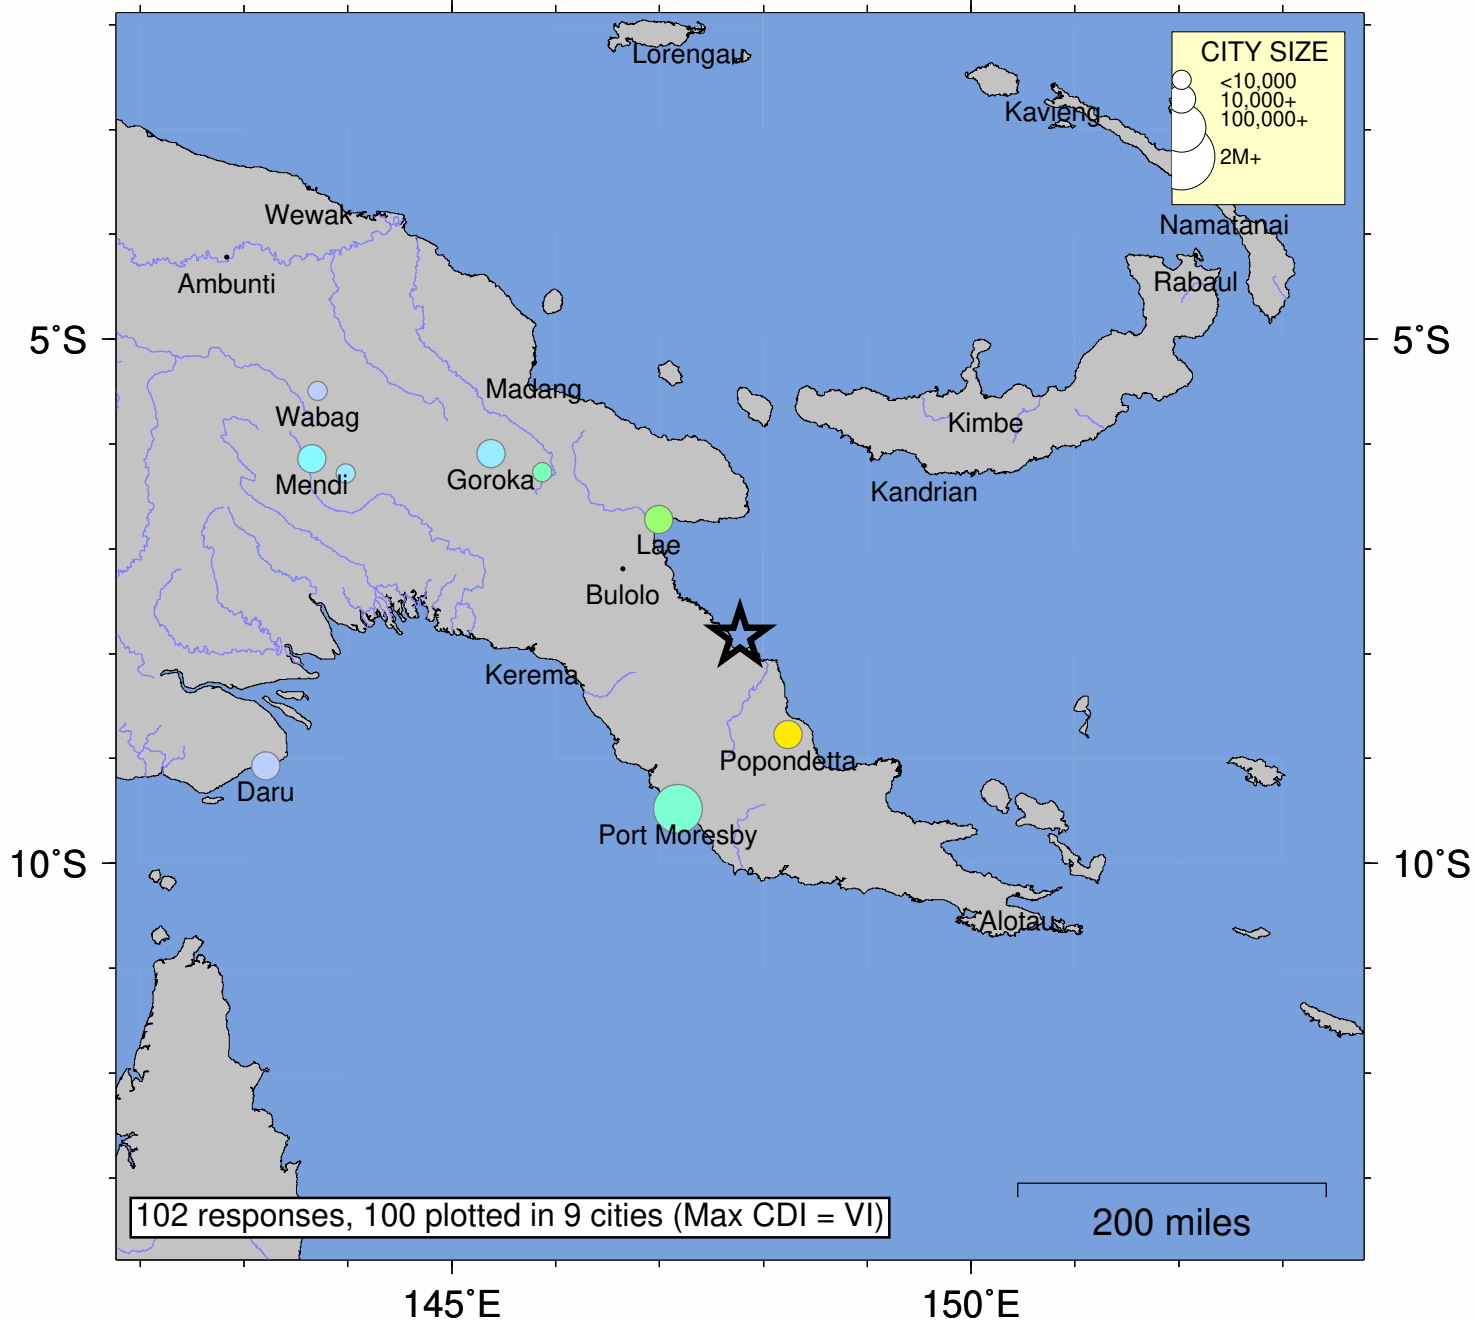 Lorengau
CITY SIZE
<10,000
10,000+
100,000+
2M+
Kavieng
Wewak
Namatanai
Ambunti
Rabaul
5°S
5°S
Madang
Wabag
Kimbe
Mendi
Goroka
Kandrian
Lae
Bulolo
Kerema
Popondetta
Daru
Port Moresby
10°S
10°S
Alotau
102 responses, 100 plotted in 9 cities (Max CDI = VI)
200 miles
145°E
150°E